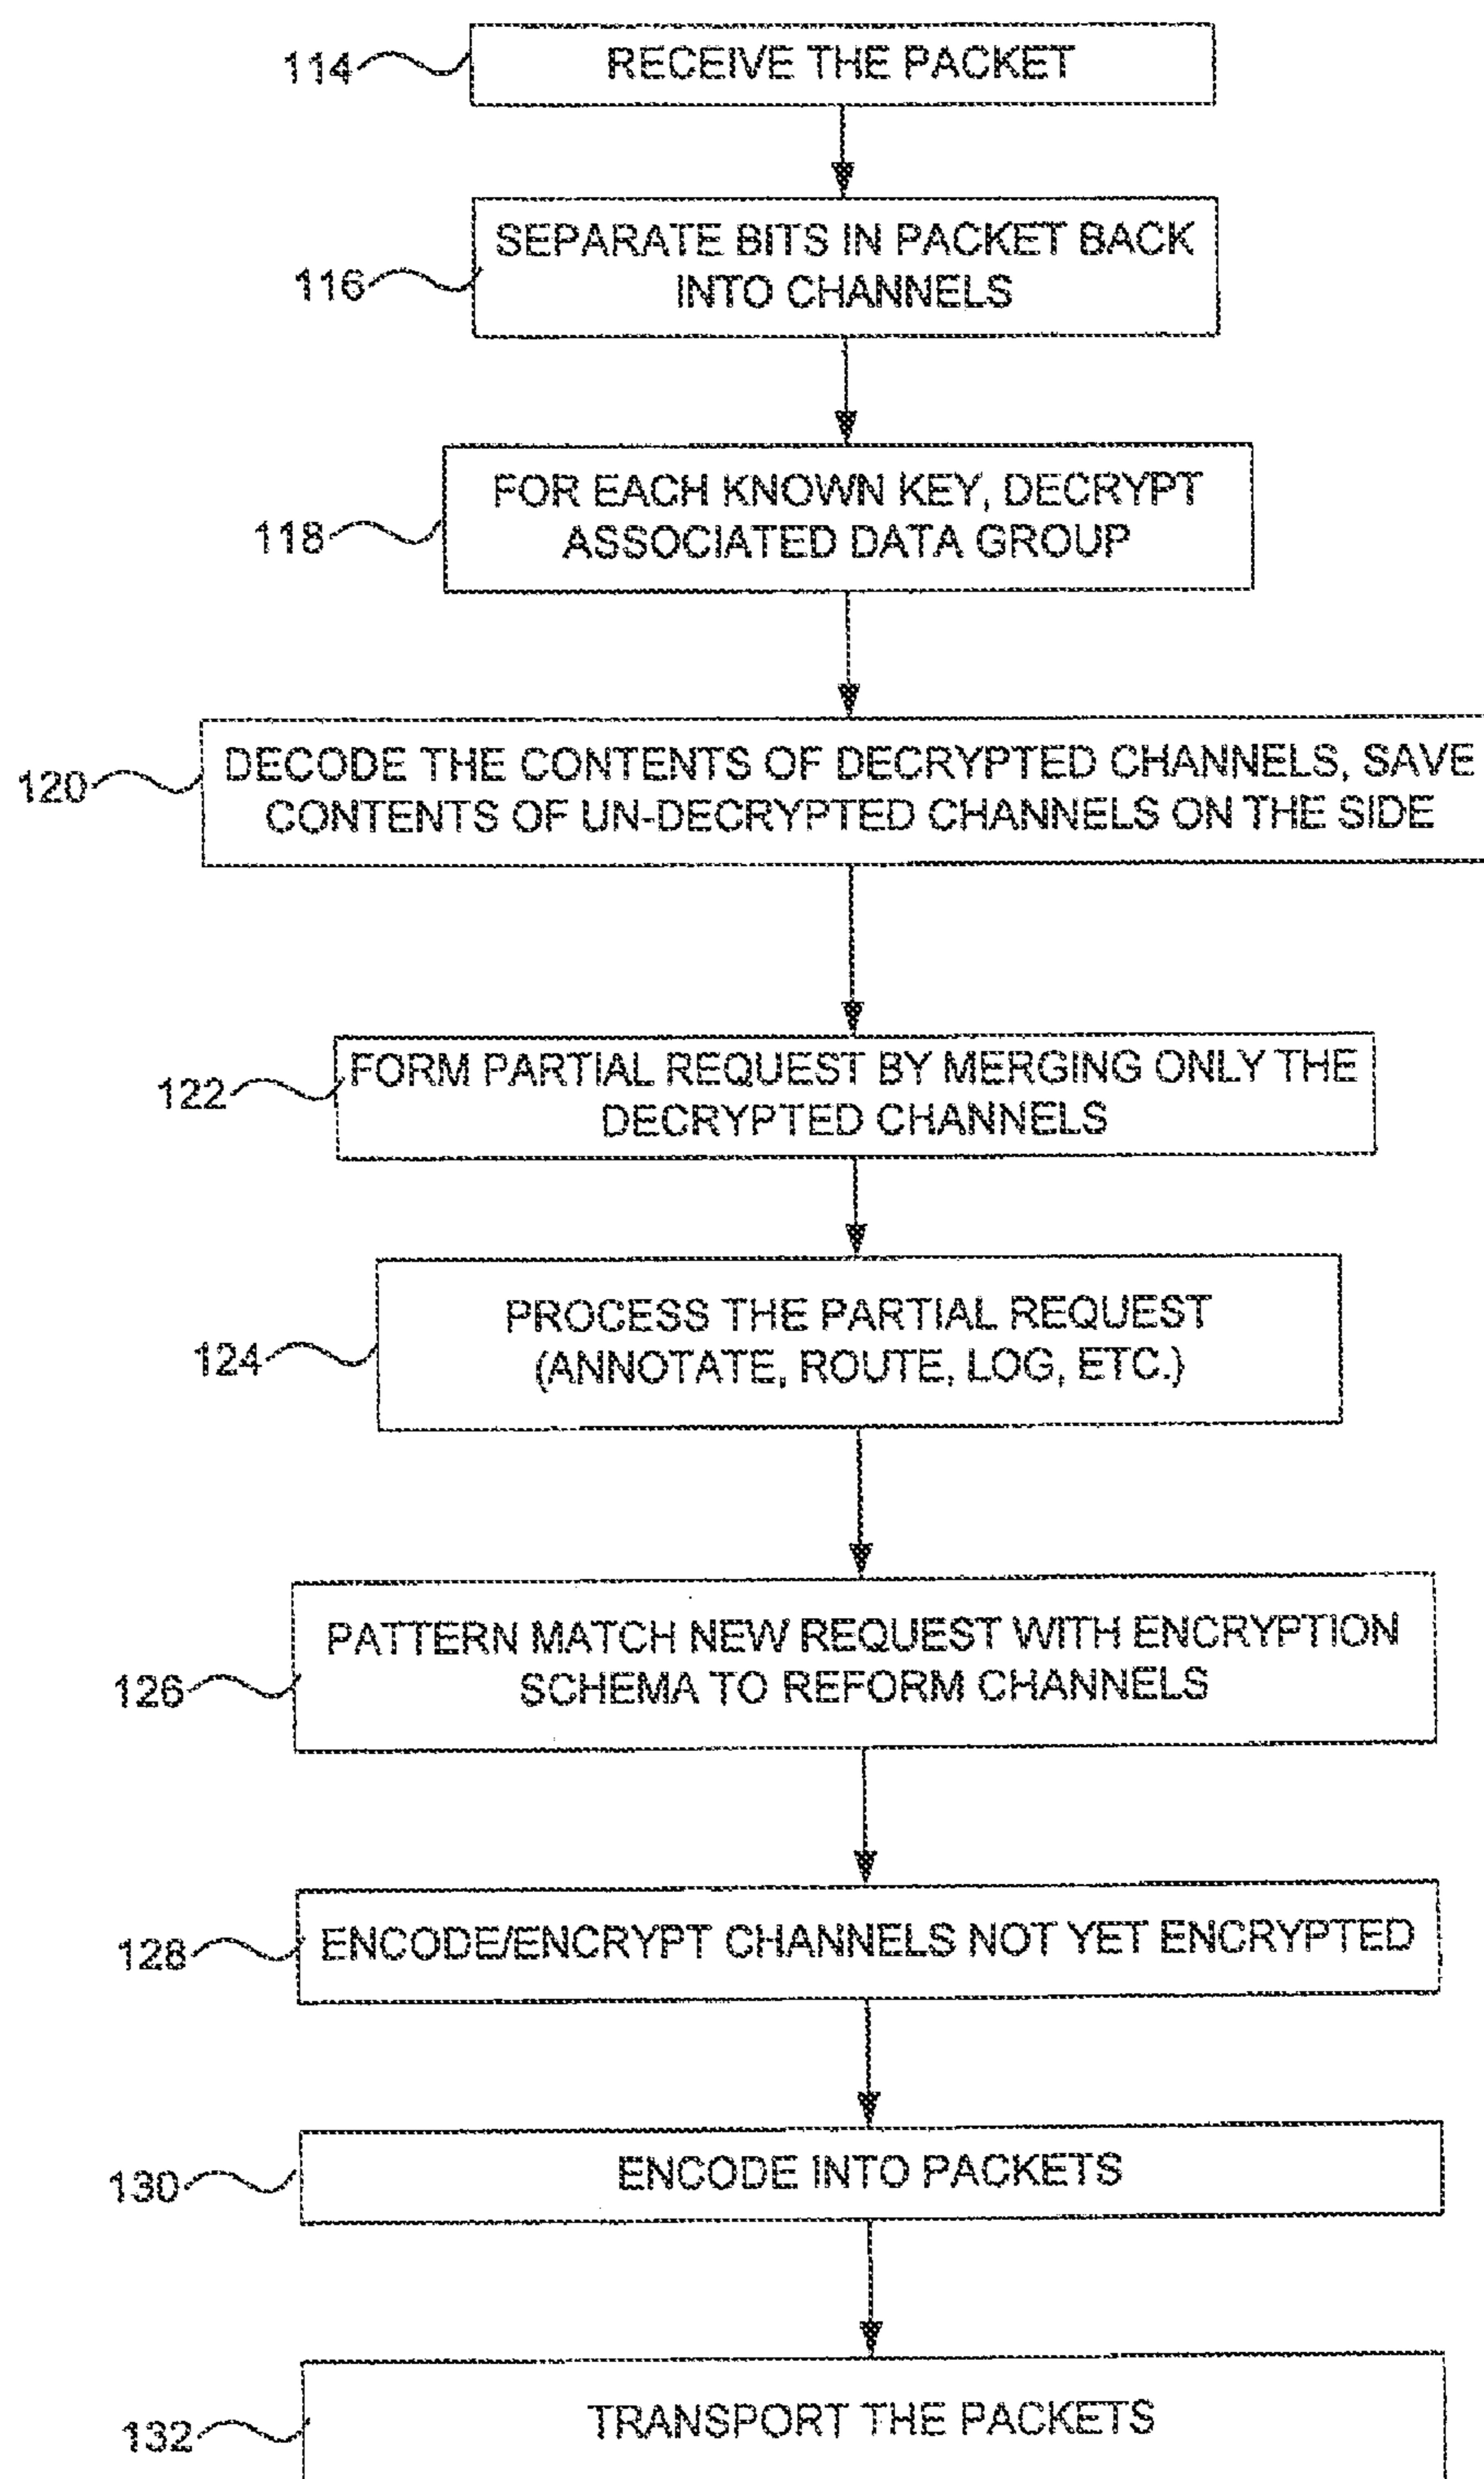 114
RECEIVE THE PACKET
116
SEPARATE BITS IN PACKET BACK
INTO CHANNELS
118
FOR EACH KNOWN KEY, DECRYPT
ASSOCIATED DATA GROUP
120
DECODE THE CONTENTS OF DECRYPTED CHANNELS, SAVE
CONTENTS OF UN-DECRYPTED CHANNELS ON THE SIDE
122
FORM PARTIAL REQUEST BY MERGING ONLY THE
DECRYPTED CHANNELS
124
PROCESS THE PARTIAL REQUEST
(ANNOTATE, ROUTE, LOG, ETC.)
126
PATTERN MATCH NEW REQUEST WITH ENCRYPTION
SCHEMA TO REFORM CHANNELS
128
ENCODE/ENCRYPT CHANNELS NOT YET ENCRYPTED
130
ENCODE INTO PACKETS
132
TRANSPORT THE PACKETS